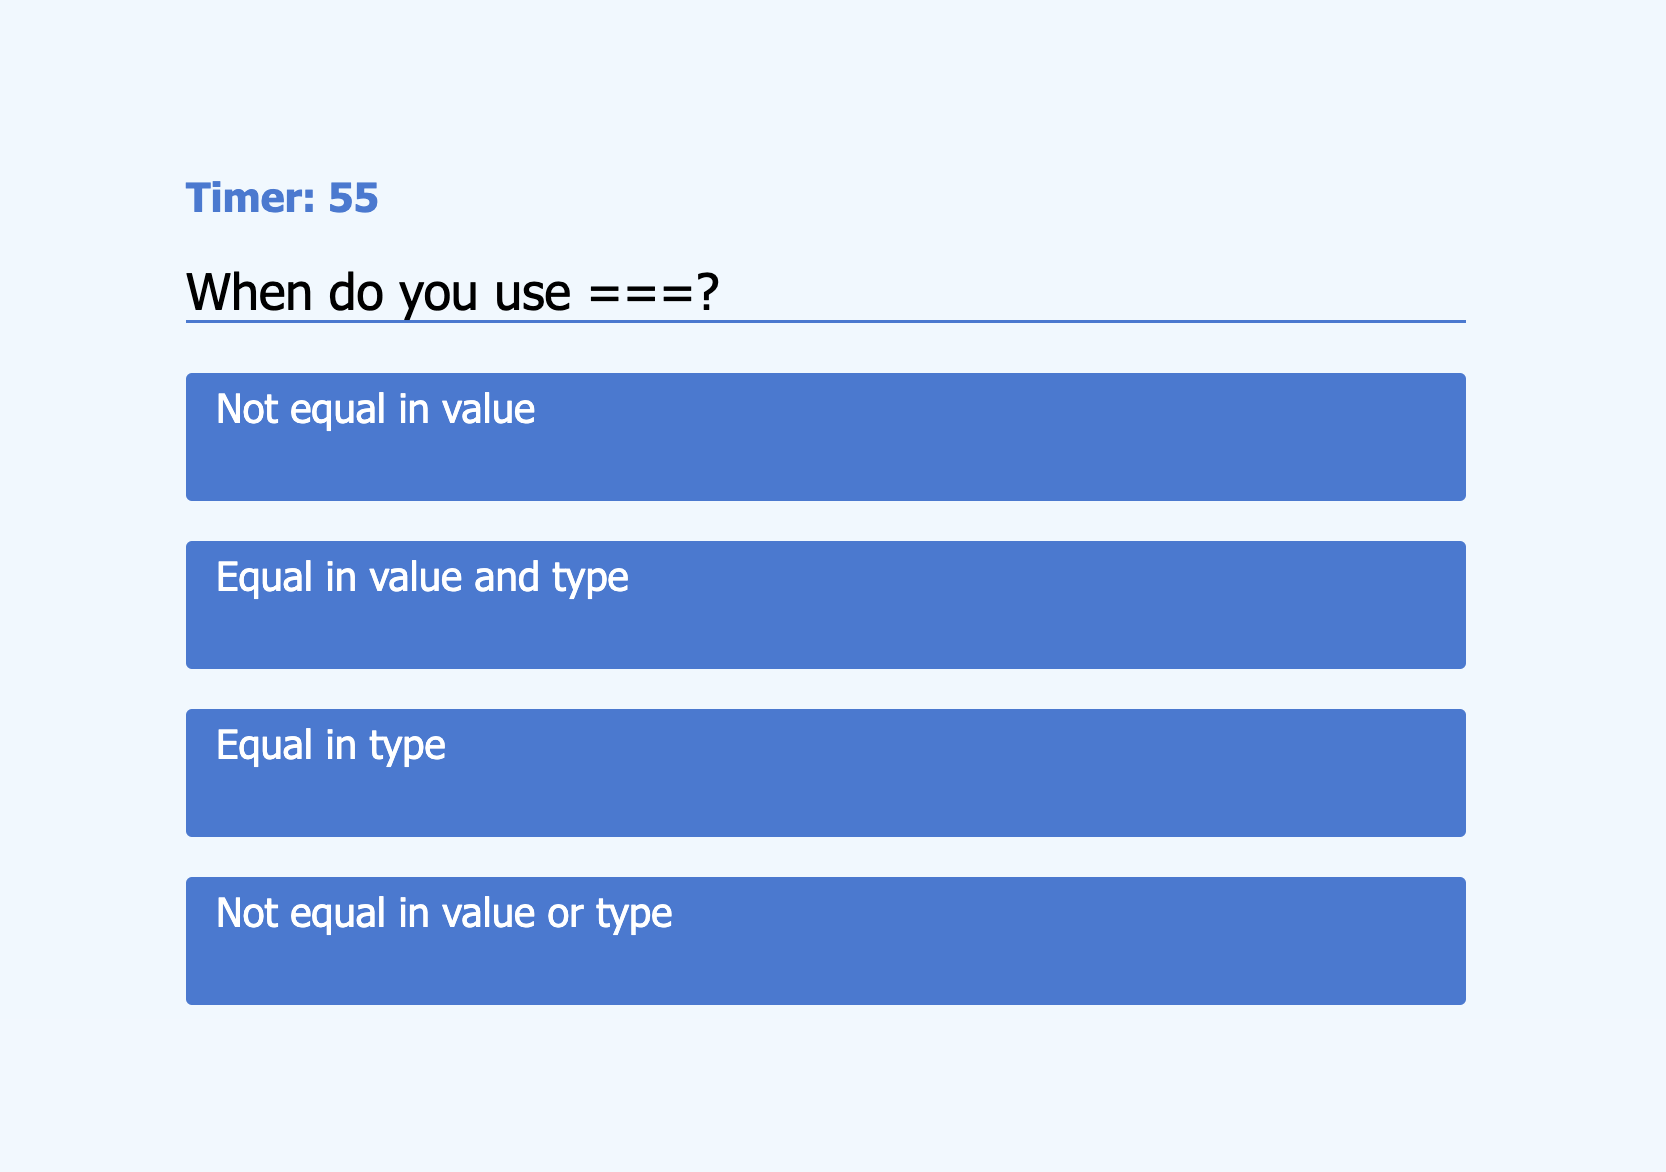 Timer: 55
When do you use ===?
Not equal in value
Equal in value and type
Equal in type
Not equal in value or type